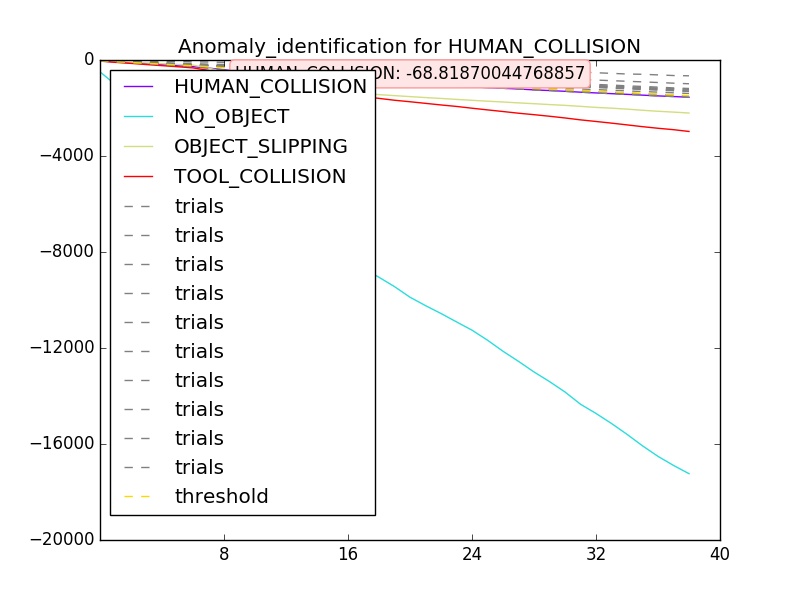 Anomaly_identification for HUMAN_COLLISION
HUMAN_COLLISION: -68.81870044768857
HUMAN_COLLISION
NO_OBJECT
OBJECT_SLIPPING
TOOL_COLLISION
trials
trials
trials
trials
trials
trials
trials
trials
trials
trials
threshold
0
−4000
−8000
−12000
−16000
−20000
8
16
24
32
40